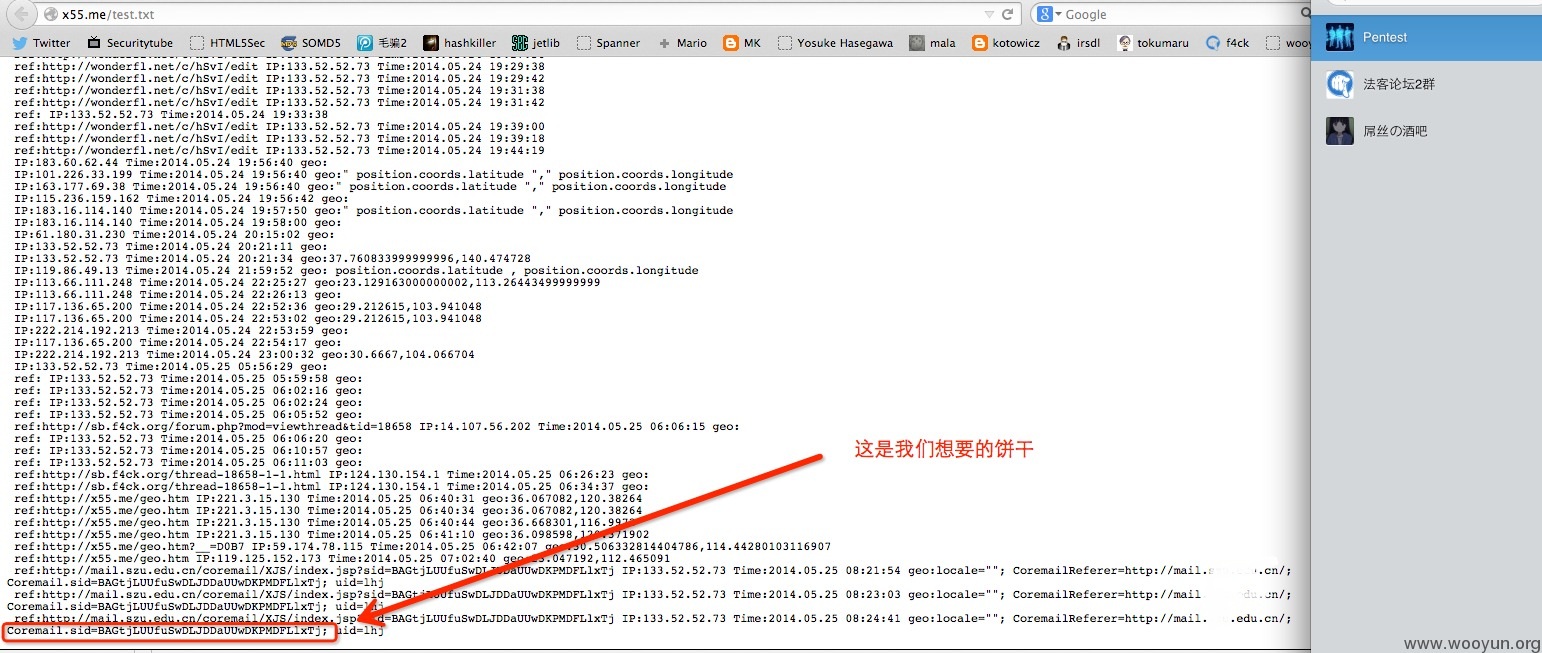 x55.me/test.txt
Google
Twitter
Securitytube
HTML5Sec
SOMD5
毛骗2
hashkiller
jetlib
Spanner
Mario
MK
Yosuke Hasegawa
mala
kotowicz
irsdl
tokumaru
f4ck
wooy
ref:http://wonderfl.net/c/hSvI/edit IP:133.52.52.73 Time:2014.05.24 19:29:38
ref:http://wonderfl.net/c/hSvI/edit IP:133.52.52.73 Time:2014.05.24 19:29:42
ref:http://wonderfl.net/c/hSvI/edit IP:133.52.52.73 Time:2014.05.24 19:31:38
ref:http://wonderfl.net/c/hSvI/edit IP:133.52.52.73 Time:2014.05.24 19:31:42
ref: IP:133.52.52.73 Time:2014.05.24 19:33:38
ref:http://wonderfl.net/c/hSvI/edit IP:133.52.52.73 Time:2014.05.24 19:39:00
ref:http://wonderfl.net/c/hSvI/edit IP:133.52.52.73 Time:2014.05.24 19:39:18
ref:http://wonderfl.net/c/hSvI/edit IP:133.52.52.73 Time:2014.05.24 19:44:19
IP:183.60.62.44 Time:2014.05.24 19:56:40 geo:
IP:101.226.33.199 Time:2014.05.24 19:56:40 geo:" position.coords.latitude "," position.coords.longitude
IP:163.177.69.38 Time:2014.05.24 19:56:40 geo:" position.coords.latitude "," position.coords.longitude
IP:115.236.159.162 Time:2014.05.24 19:56:42 geo:
IP:183.16.114.140 Time:2014.05.24 19:57:50 geo:" position.coords.latitude "," position.coords.longitude
IP:183.16.114.140 Time:2014.05.24 19:58:00 geo:
IP:61.180.31.230 Time:2014.05.24 20:15:02 geo:
IP:133.52.52.73 Time:2014.05.24 20:21:11 geo:
IP:133.52.52.73 Time:2014.05.24 20:21:34 geo:37.760833999999996,140.474728
IP:119.86.49.13 Time:2014.05.24 21:59:52 geo: position.coords.latitude , position.coords.longitude
IP:113.66.111.248 Time:2014.05.24 22:25:27 geo:23.129163000000002,113.26443499999999
IP:113.66.111.248 Time:2014.05.24 22:26:13 geo:
IP:117.136.65.200 Time:2014.05.24 22:52:36 geo:29.212615,103.941048
IP:117.136.65.200 Time:2014.05.24 22:53:02 geo:29.212615,103.941048
IP:222.214.192.213 Time:2014.05.24 22:53:59 geo:
IP:117.136.65.200 Time:2014.05.24 22:54:17 geo:
IP:222.214.192.213 Time:2014.05.24 23:00:32 geo:30.6667,104.066704
IP:133.52.52.73 Time:2014.05.25 05:56:29 geo:
ref: IP:133.52.52.73 Time:2014.05.25 05:59:58 geo:
ref: IP:133.52.52.73 Time:2014.05.25 06:02:16 geo:
ref: IP:133.52.52.73 Time:2014.05.25 06:02:24 geo:
ref: IP:133.52.52.73 Time:2014.05.25 06:05:52 geo:
ref:http://sb.f4ck.org/forum.php?mod=viewthread&tid=18658 IP:14.107.56.202 Time:2014.05.25 06:06:15 geo:
ref: IP:133.52.52.73 Time:2014.05.25 06:06:20 geo:
ref: IP:133.52.52.73 Time:2014.05.25 06:10:57 geo:
ref: IP:133.52.52.73 Time:2014.05.25 06:11:03 geo:
ref:http://sb.f4ck.org/thread-18658-1-1.html IP:124.130.154.1 Time:2014.05.25 06:26:23 geo:
ref:http://sb.f4ck.org/thread-18658-1-1.html IP:124.130.154.1 Time:2014.05.25 06:34:37 geo:
ref:http://x55.me/geo.htm IP:221.3.15.130 Time:2014.05.25 06:40:31 geo:36.067082,120.38264
ref:http://x55.me/geo.htm IP:221.3.15.130 Time:2014.05.25 06:40:34 geo:36.067082,120.38264
ref:http://x55.me/geo.htm IP:221.3.15.130 Time:2014.05.25 06:40:44 geo:36.668301,116.997
ref:http://x55.me/geo.htm IP:221.3.15.130 Time:2014.05.25 06:41:10 geo:36.098598,120.371902
ref:http://x55.me/geo.htm?__=D0B7 IP:59.174.78.115 Time:2014.05.25 06:42:07 geo:30.506332814404786,114.44280103116907
ref:http://x55.me/geo.htm IP:119.125.152.173 Time:2014.05.25 07:02:40 geo:23.047192,112.465091
ref:http://mail.szu.edu.cn/coremail/XJS/index.jsp?sid=BAGtjLUUfuSwDLJDDaUUwDKPMDFLlxTj IP:133.52.52.73 Time:2014.05.25 08:21:54 geo:locale=""; CoremailReferer=http://mail. .cn/;
Coremail.sid=BAGtjLUUfuSwDLJDDaUUwDKPMDFLlxTj; uid=lhj
ref:http://mail.szu.edu.cn/coremail/XJS/index.jsp?sid=BAGtjLUUfuSwDLJDDaUUwDKPMDFLlxTj IP:133.52.52.73 Time:2014.05.25 08:23:03 geo:locale=""; CoremailReferer=http://mail. .cn/;
Coremail.sid=BAGtjLUUfuSwDLJDDaUUwDKPMDFLlxTj; uid=lhj
ref:http://mail.szu.edu.cn/coremail/XJS/index.jsp?sid=BAGtjLUUfuSwDLJDDaUUwDKPMDFLlxTj IP:133.52.52.73 Time:2014.05.25 08:24:41 geo:locale=""; CoremailReferer=http://mail. .edu.cn/;
Coremail.sid=BAGtjLUUfuSwDLJDDaUUwDKPMDFLlxTj; uid=lhj
这是我们想要的饼干
Pentest
法客论坛2群
屌丝の酒吧
www.wooyun.org